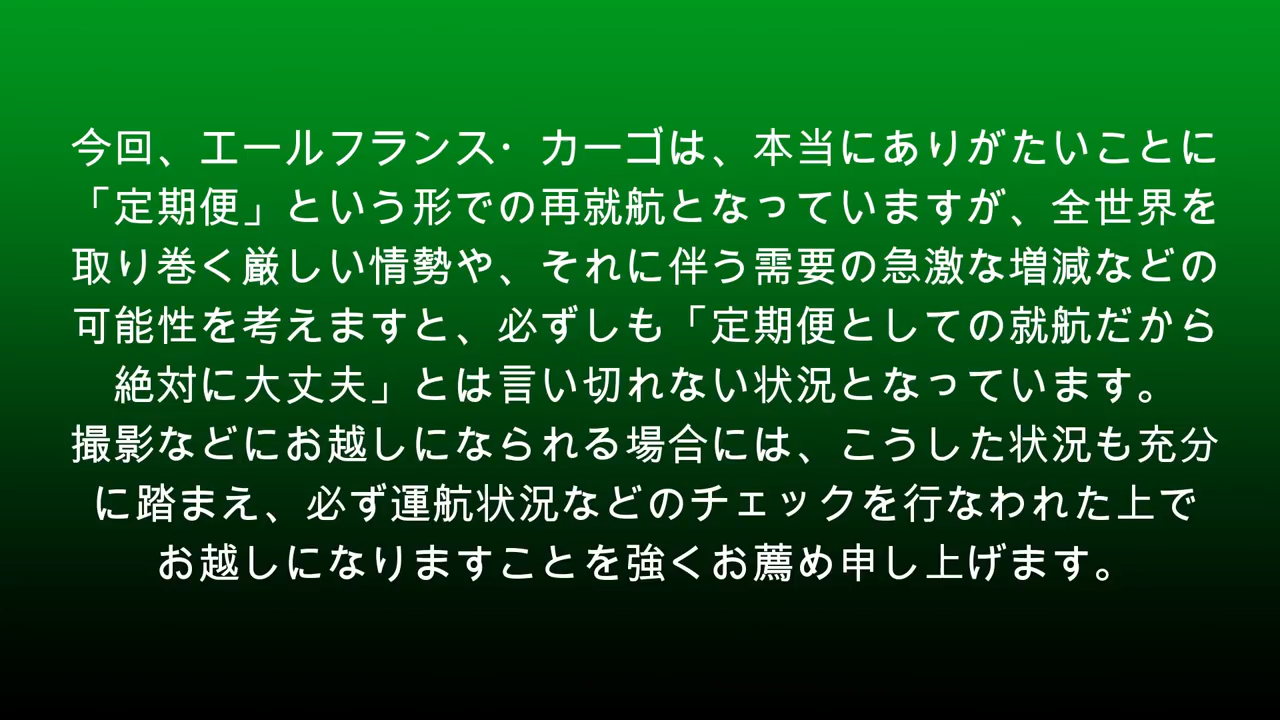 今回、エールフランス・カーゴは、本当にありがたいことに
「定期便」という形での再就航となっていますが、全世界を
取り巻く厳しい情勢や、それに伴う需要の急激な増減などの
可能性を考えますと、必ずしも「定期便としての就航だから
絶対に大丈夫」とは言い切れない状況となっています。
撮影などにお越しになられる場合には、こうした状況も充分
に踏まえ、必ず運航状況などのチェックを行なわれた上で
お越しになりますことを強くお薦め申し上げます。